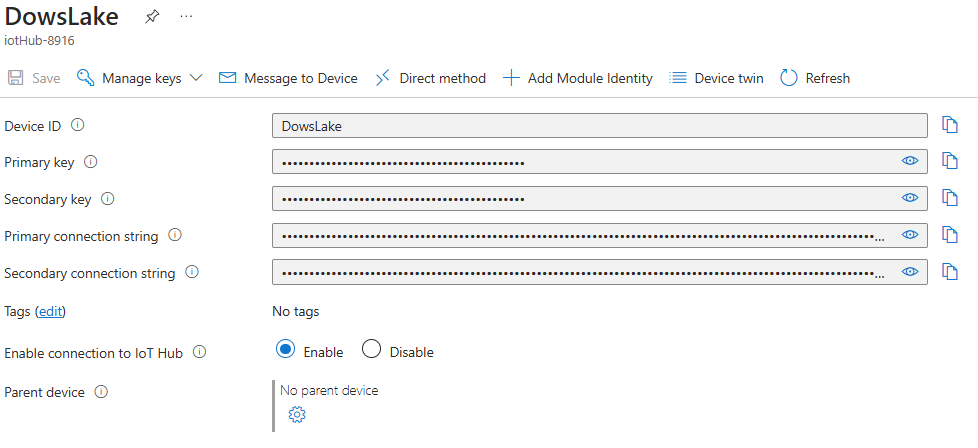 DowsLake
...
iotHub-8916
Save Manage keys Message to Device Direct method Add Module Identity Device twin Refresh
Device ID DowsLake
Primary key ••••••••••••••••••••••••••••••••••••••••••••
Secondary key ••••••••••••••••••••••••••••••••••••••••••••
Primary connection string ••••••••••••••••••••••••••••••••••••••••••••••••••••••••••••••••••••••••••••••••••••••••••••••••••••••••••••...
Secondary connection string ••••••••••••••••••••••••••••••••••••••••••••••••••••••••••••••••••••••••••••••••••••••••••••••••••••••••••••...
Tags (edit) No tags
Enable connection to IoT Hub Enable Disable
Parent device No parent device